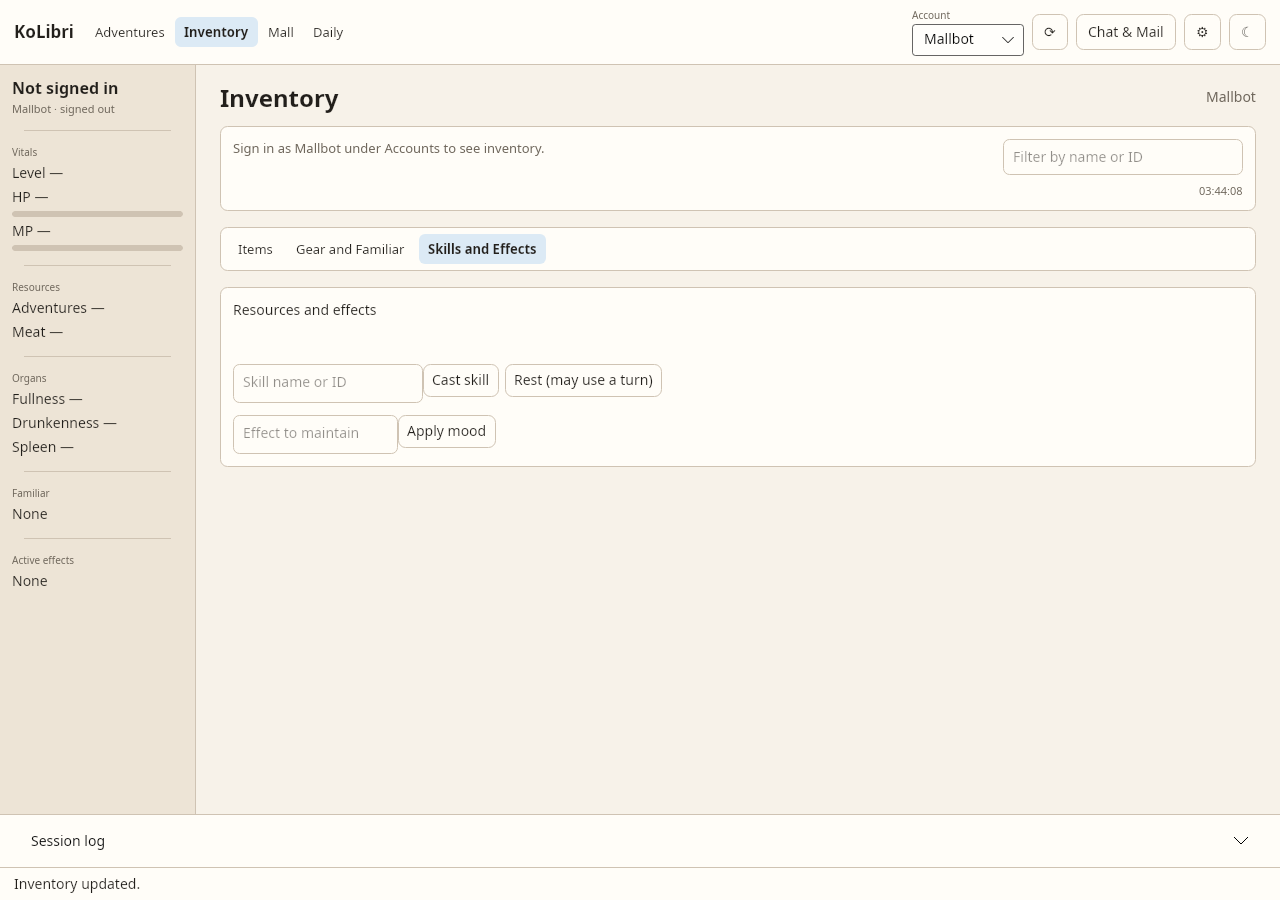 KoLibri
Adventures
Inventory
Mall
Daily
Account
Mallbot
⟳
Chat & Mail
⚙
☾
Not signed in
Mallbot · signed out
Vitals
Level —
HP —
MP —
Resources
Adventures —
Meat —
Organs
Fullness —
Drunkenness —
Spleen —
Familiar
None
Active effects
None
Inventory
Mallbot
Sign in as Mallbot under Accounts to see inventory.
Filter by name or ID
03:44:08
Items
Gear and Familiar
Skills and Effects
Resources and effects
Skill name or ID
Cast skill
Rest (may use a turn)
Effect to maintain
Apply mood
Session log
Inventory updated.